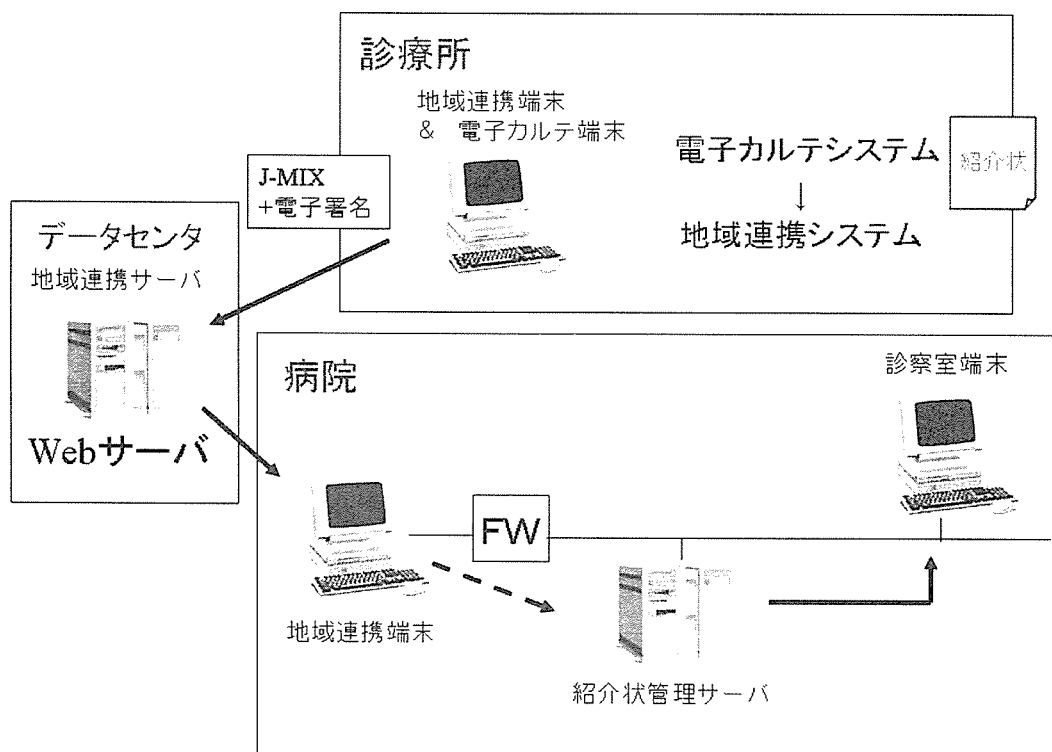 診療所
地域連携端末
& 電子カルテ端末
電子カルテシステム
↓
地域連携システム
紹介状
J-MIX
+電子署名
データセンタ
地域連携サーバ
Webサーバ
病院
診察室端末
FW
地域連携端末
紹介状管理サーバ